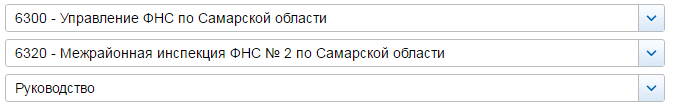 6300 - Управление ФНС по Самарской области
6320 - Межрайонная инспекция ФНС № 2 по Самарской области
Руководство